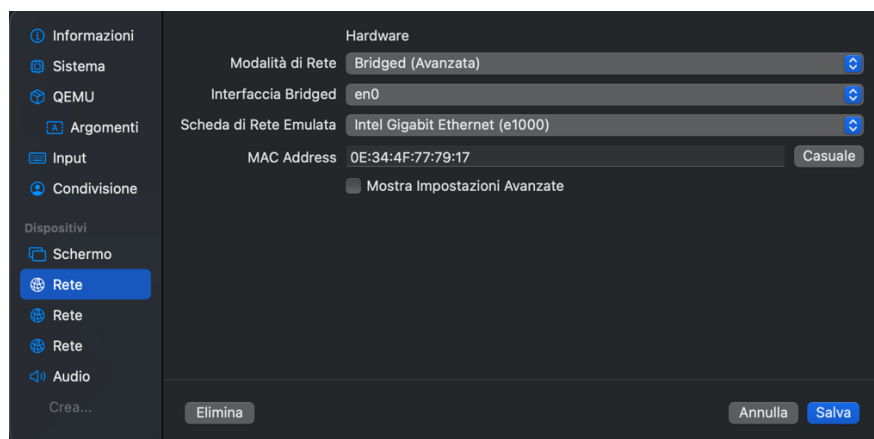 Informazioni
Sistema
QEMU
Argomenti
Input
Condivisione
Dispositivi
Schermo
Rete
Rete
Rete
Audio
Crea...
Hardware
Modalità di Rete Bridged (Avanzata)
Interfaccia Bridged en0
Scheda di Rete Emulata Intel Gigabit Ethernet (e1000)
MAC Address 0E:34:4F:77:79:17 Casuale
Mostra Impostazioni Avanzate
Elimina Annulla Salva